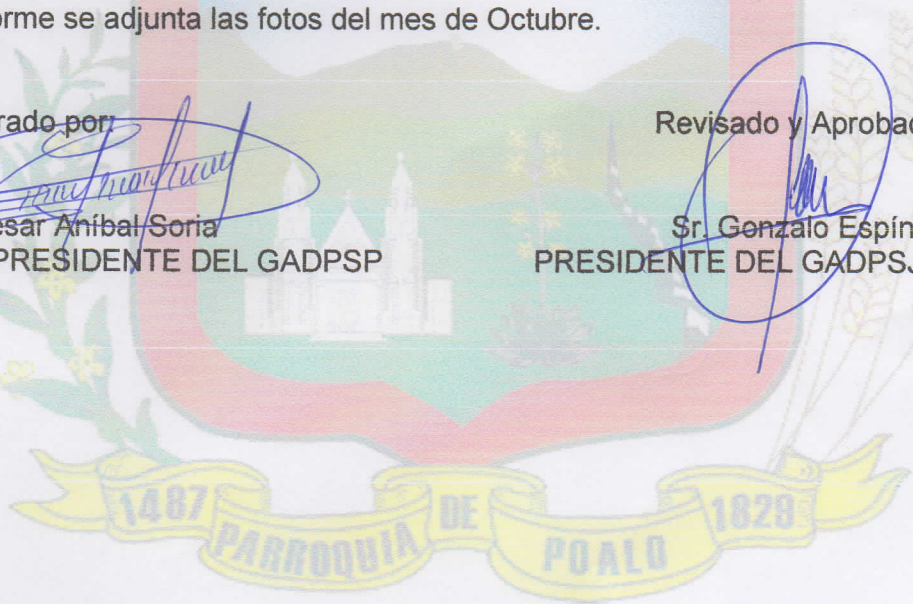 orme se adjunta las fotos del mes de Octubre.
rado por:
Revisado y Aprobad
esar Aníbal Soria
Sr. Gonzalo Espín
PRESIDENTE DEL GADPSP
PRESIDENTE DEL GADPSJ
1487 DE 1829
PARROQUIA POALO